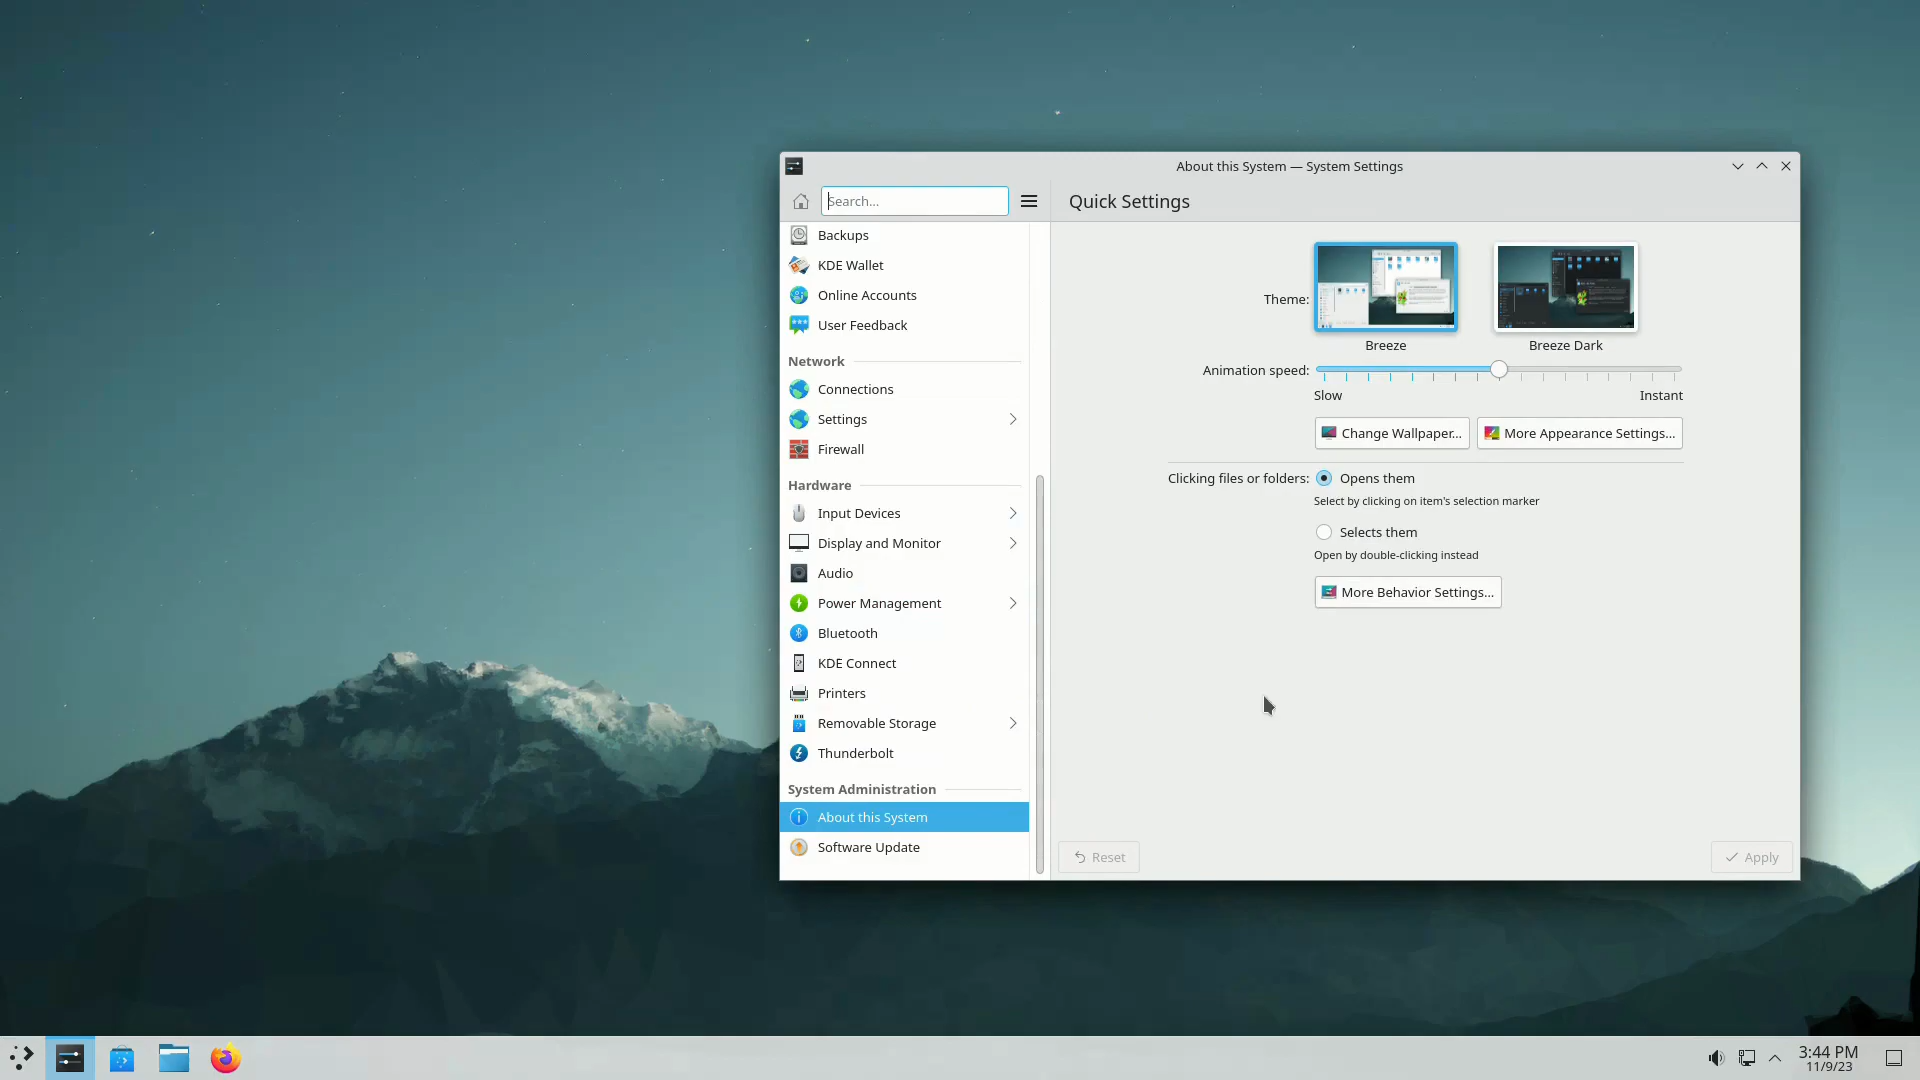 About this System — System Settings
Search...
Quick Settings
Backups
KDE Wallet
Online Accounts
User Feedback
Network
Connections
Settings
Firewall
Hardware
Input Devices
Display and Monitor
Audio
Power Management
Bluetooth
KDE Connect
Printers
Removable Storage
Thunderbolt
System Administration
About this System
Software Update
Theme:
Breeze
Breeze Dark
Animation speed:
Slow
Instant
Change Wallpaper...
More Appearance Settings...
Clicking files or folders:
Opens them
Select by clicking on item's selection marker
Selects them
Open by double-clicking instead
More Behavior Settings...
Reset
Apply
3:44 PM
11/9/23